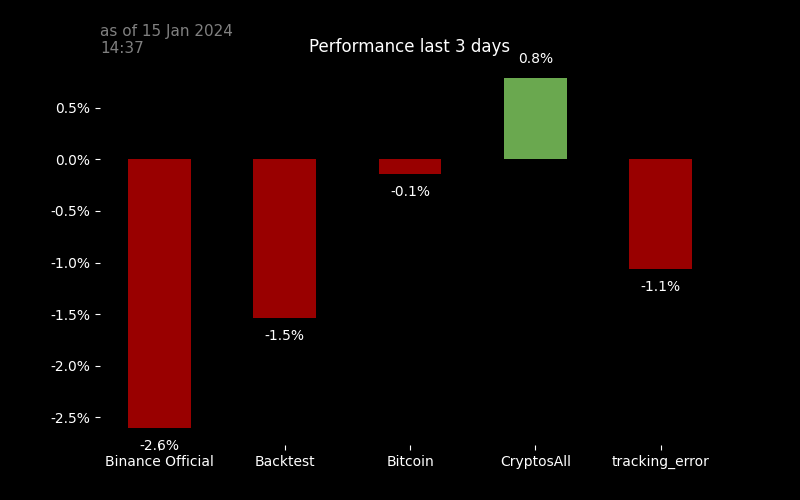 as of 15 Jan 2024
14:37
Performance last 3 days
0.8%
0.5%
0.0%
-0.5%
-0.1%
-1.0%
-1.1%
-1.5%
-1.5%
-2.0%
-2.5%
-2.6%
Binance Official
Backtest
Bitcoin
CryptosAll
tracking_error